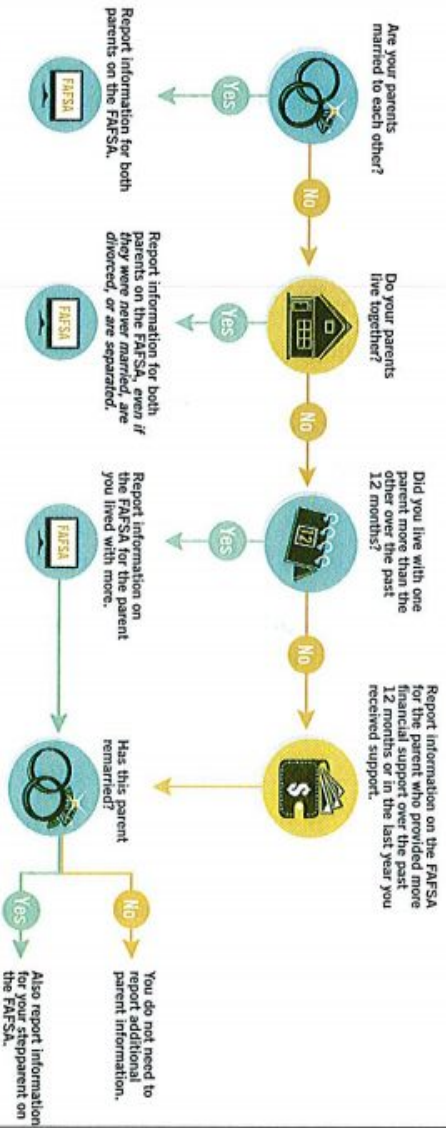 Are your parents
married to each other?
Yes
Report information for both
parents on the FAFSA.
FAFSA
No
Do your parents
live together?
Yes
Report information for both
parents on the FAFSA, even if
they were never married, are
divorced, or are separated.
FAFSA
No
Did you live with one
parent more than the
other over the past
12 months?
12
Yes
Report information on
the FAFSA for the parent
you lived with more.
FAFSA
No
Report information on the FAFSA
for the parent who provided more
financial support over the past
12 months or in the last year you
received support.
$
Has this parent
remarried?
No
You do not need to
report additional
parent information.
Yes
Also report information
for your stepparent on
the FAFSA.